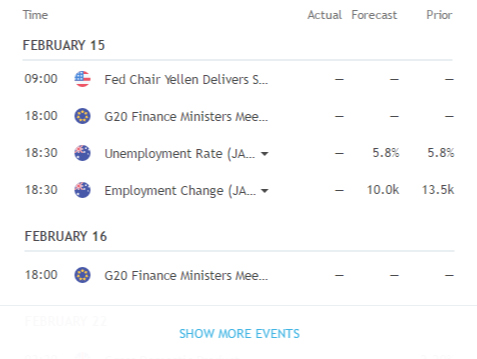 Time Actual Forecast Prior
FEBRUARY 15
09:00 Fed Chair Yellen Delivers S... — — —
18:00 G20 Finance Ministers Mee... — — —
18:30 Unemployment Rate (JA... — 5.8% 5.8%
18:30 Employment Change (JA... — 10.0k 13.5k
FEBRUARY 16
18:00 G20 Finance Ministers Mee... — — —
FEBRUARY 22
SHOW MORE EVENTS